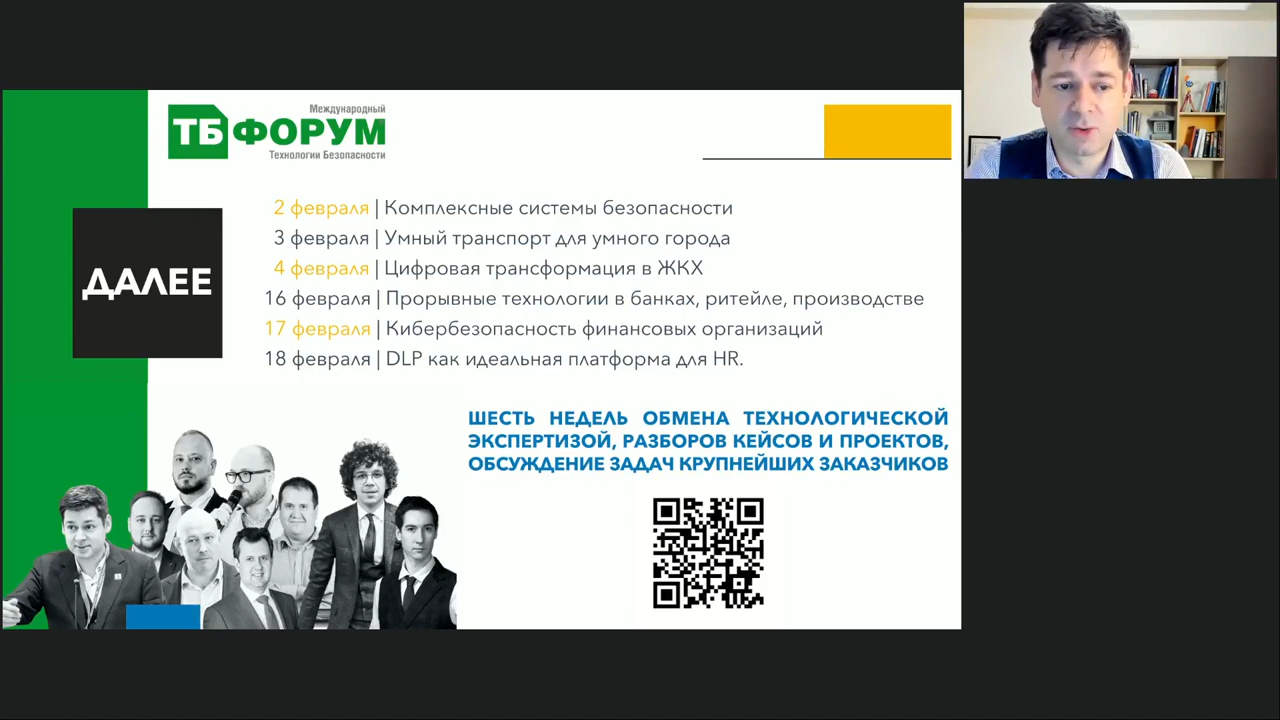 Международный
ТБ ФОРУМ
Технологии Безопасности
ДАЛЕЕ
2 февраля | Комплексные системы безопасности
3 февраля | Умный транспорт для умного города
4 февраля | Цифровая трансформация в ЖКХ
16 февраля | Прорывные технологии в банках, ритейле, производстве
17 февраля | Кибербезопасность финансовых организаций
18 февраля | DLP как идеальная платформа для HR.
ШЕСТЬ НЕДЕЛЬ ОБМЕНА ТЕХНОЛОГИЧЕСКОЙ
ЭКСПЕРТИЗОЙ, РАЗБОРОВ КЕЙСОВ И ПРОЕКТОВ,
ОБСУЖДЕНИЕ ЗАДАЧ КРУПНЕЙШИХ ЗАКАЗЧИКОВ